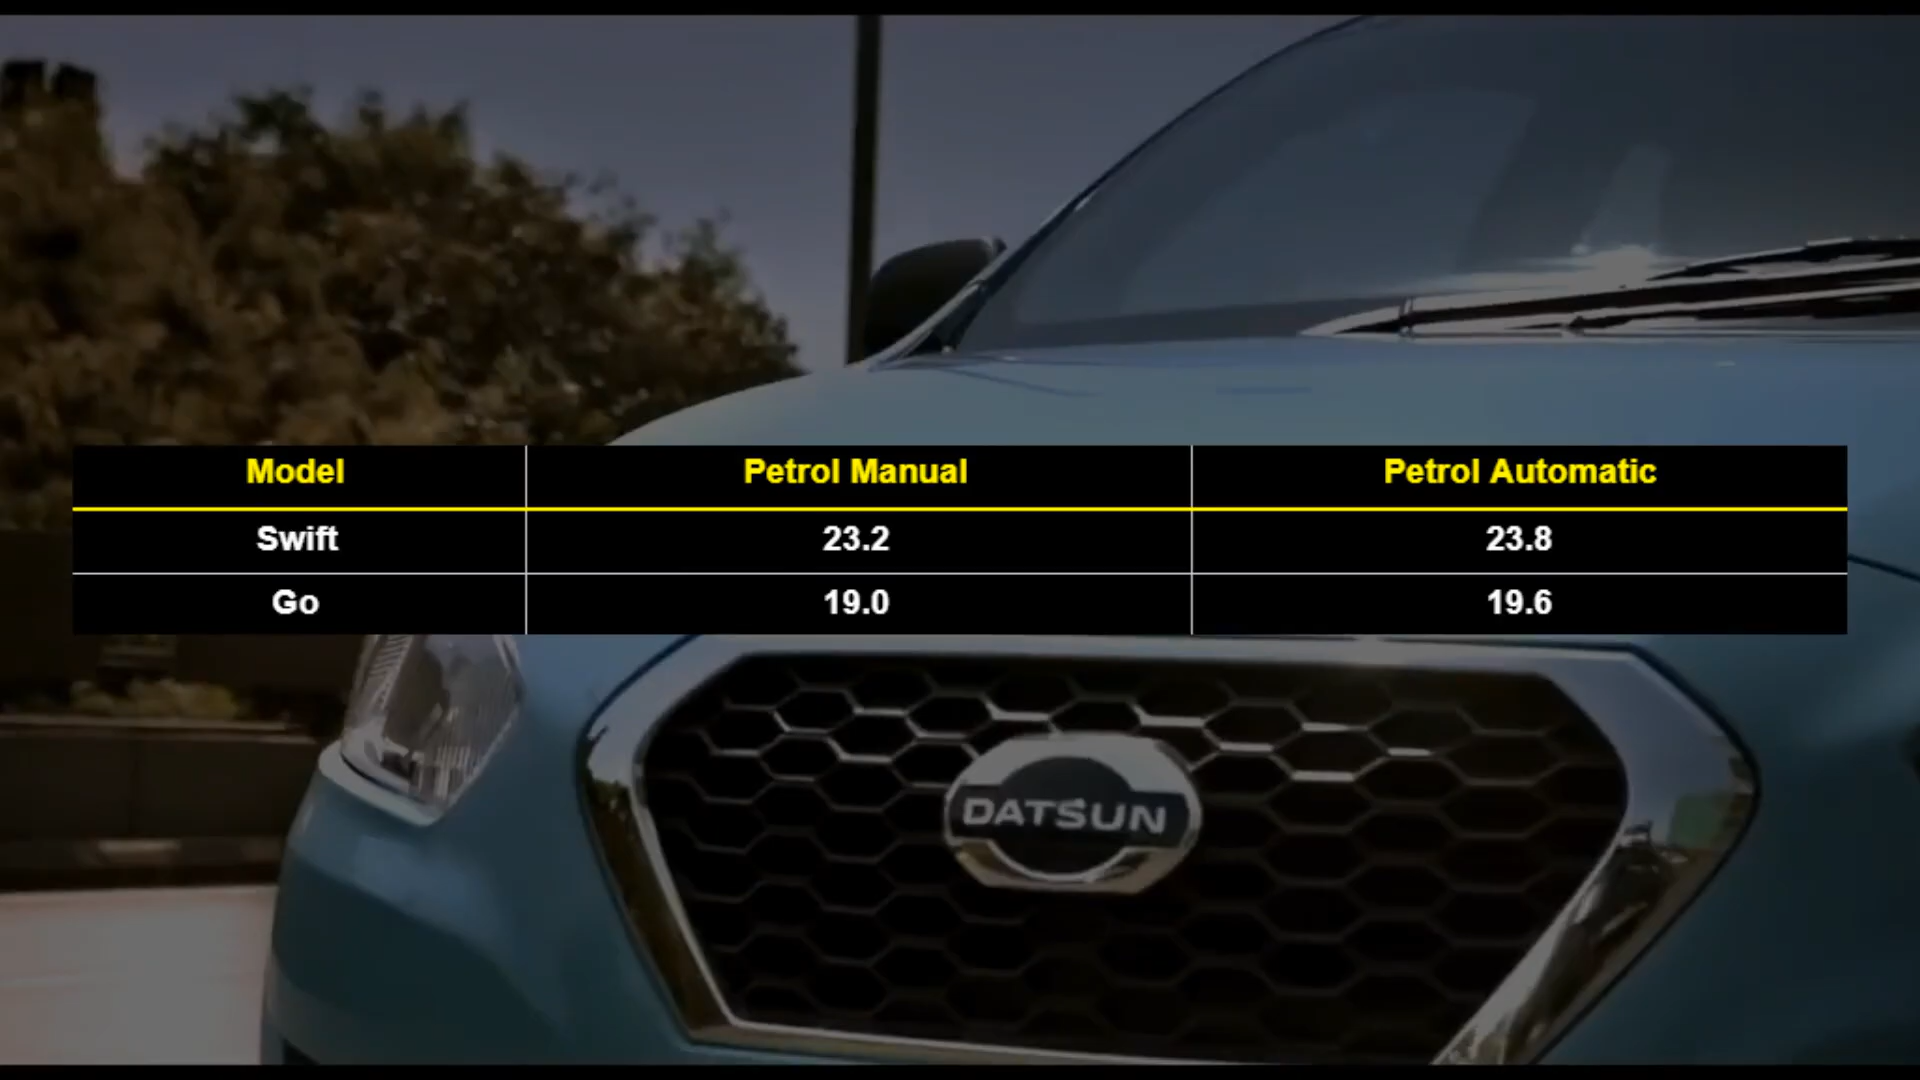 Model Petrol Manual Petrol Automatic
Swift 23.2 23.8
Go 19.0 19.6
DATSUN